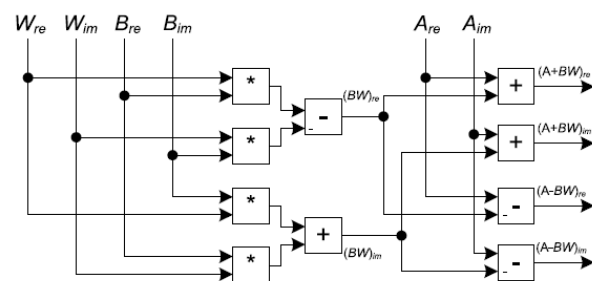 W_re W_im B_re B_im A_re A_im
* - (BW)_re + (A+BW)_re
-
* + (A+BW)_im
* + (BW)_im - (A–BW)_re
-
* - (A–BW)_im
-